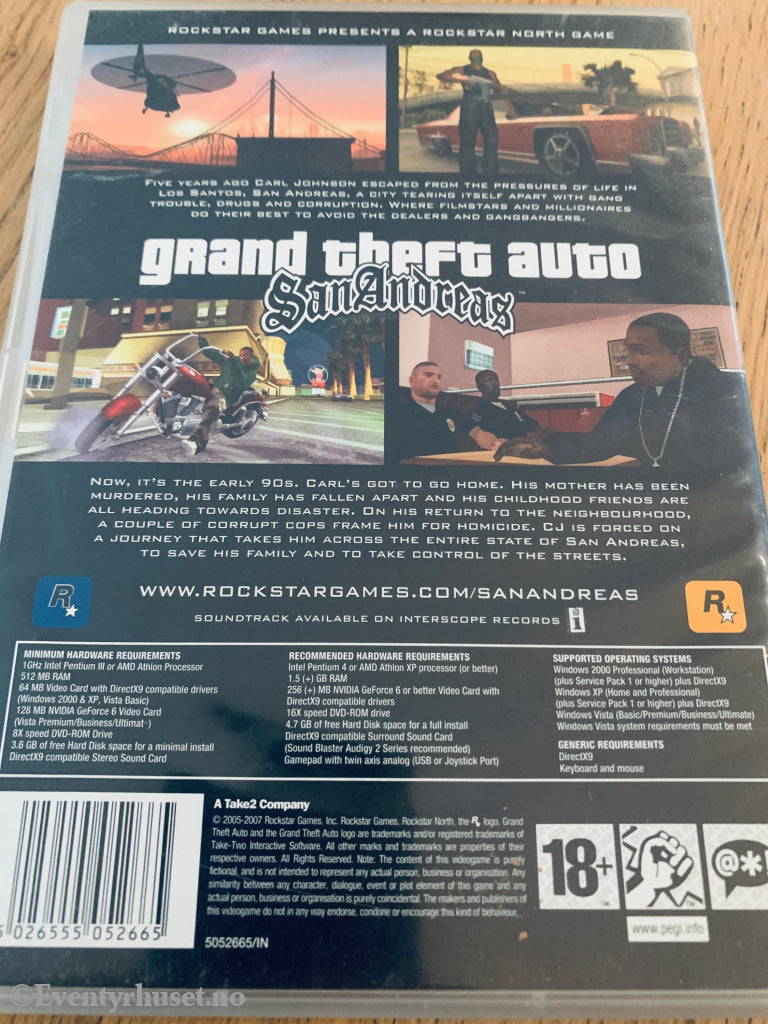 ROCKSTAR GAMES PRESENTS A ROCKSTAR NORTH GAME
FIVE YEARS AGO CARL JOHNSON ESCAPED FROM THE PRESSURES OF LIFE IN
LOS SANTOS, SAN ANDREAS, A CITY TEARING ITSELF APART WITH GANG
TROUBLE, DRUGS AND CORRUPTION. WHERE FILMSTARS AND MILLIONAIRES
DO THEIR BEST TO AVOID THE DEALERS AND GANGBANGERS.
grand theft auto
San Andreas™
NOW, IT'S THE EARLY 90S. CARL'S GOT TO GO HOME. HIS MOTHER HAS BEEN
MURDERED, HIS FAMILY HAS FALLEN APART AND HIS CHILDHOOD FRIENDS ARE
ALL HEADING TOWARDS DISASTER. ON HIS RETURN TO THE NEIGHBOURHOOD,
A COUPLE OF CORRUPT COPS FRAME HIM FOR HOMICIDE. CJ IS FORCED ON
A JOURNEY THAT TAKES HIM ACROSS THE ENTIRE STATE OF SAN ANDREAS,
TO SAVE HIS FAMILY AND TO TAKE CONTROL OF THE STREETS.
R
WWW.ROCKSTARGAMES.COM/SANANDREAS
R
SOUNDTRACK AVAILABLE ON INTERSCOPE RECORDS i
MINIMUM HARDWARE REQUIREMENTS
1GHz Intel Pentium III or AMD Athlon Processor
512 MB RAM
64 MB Video Card with DirectX9 compatible drivers
(Windows 2000 & XP, Vista Basic)
128 MB NVIDIA GeForce 6 Video Card
(Vista Premium/Business/Ultimat )
8X speed DVD-ROM Drive
3.6 GB of free Hard Disk space for a minimal install
DirectX9 compatible Stereo Sound Card
RECOMMENDED HARDWARE REQUIREMENTS
Intel Pentium 4 or AMD Athlon XP processor (or better)
1.5 (+) GB RAM
256 (+) MB NVIDIA GeForce 6 or better Video Card with
DirectX9 compatible drivers
16X speed DVD-ROM drive
4.7 GB of free Hard Disk space for a full install
DirectX9 compatible Surround Sound Card
(Sound Blaster Audigy 2 Series recommended)
Gamepad with twin axis analog (USB or Joystick Port)
SUPPORTED OPERATING SYSTEMS
Windows 2000 Professional (Workstation)
(plus Service Pack 1 or higher) plus DirectX9
Windows XP (Home and Professional)
(plus Service Pack 1 or higher) plus DirectX9
Windows Vista (Basic/Premium/Business/Ultimate)
Windows Vista system requirements must be met
GENERIC REQUIREMENTS
DirectX9
Keyboard and mouse
A Take2 Company
© 2005-2007 Rockstar Games, Inc. Rockstar Games, Rockstar North, the R logo, Grand
Theft Auto and the Grand Theft Auto logo are trademarks and/or registered trademarks of
Take-Two Interactive Software. All other marks and trademarks are properties of their
respective owners. All Rights Reserved. Note: The content of this videogame is purely
fictional, and is not intended to represent any actual person, business or organisation. Any
similarity between any character, dialogue, event or plot element of this game and any
actual person, business or organisation is purely coincidental. The makers and publishers of
this videogame do not in any way endorse, condone or encourage this kind of behaviour.
5052665/IN
5 026555 052665
18+
@*!
www.pegi.info
©Eventyrhuset.no